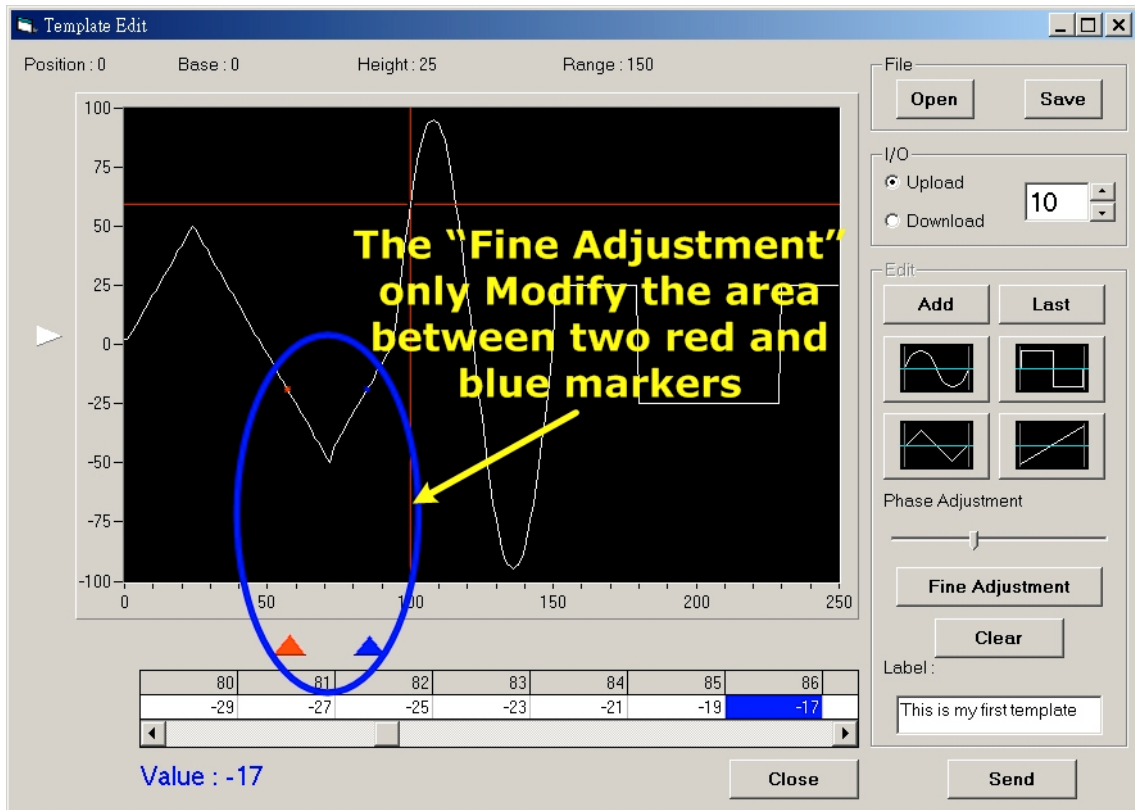 Template Edit
Position : 0 Base : 0 Height : 25 Range : 150
File
Open Save
I/O
Upload
Download
10
Edit
Add Last
Phase Adjustment
Fine Adjustment
Clear
Label :
This is my first template
100
75
50
25
0
-25
-50
-75
-100
0 50 100 150 200 250
The “Fine Adjustment”
only Modify the area
between two red and
blue markers
80 81 82 83 84 85 86
-29 -27 -25 -23 -21 -19 -17
Value : -17
Close Send